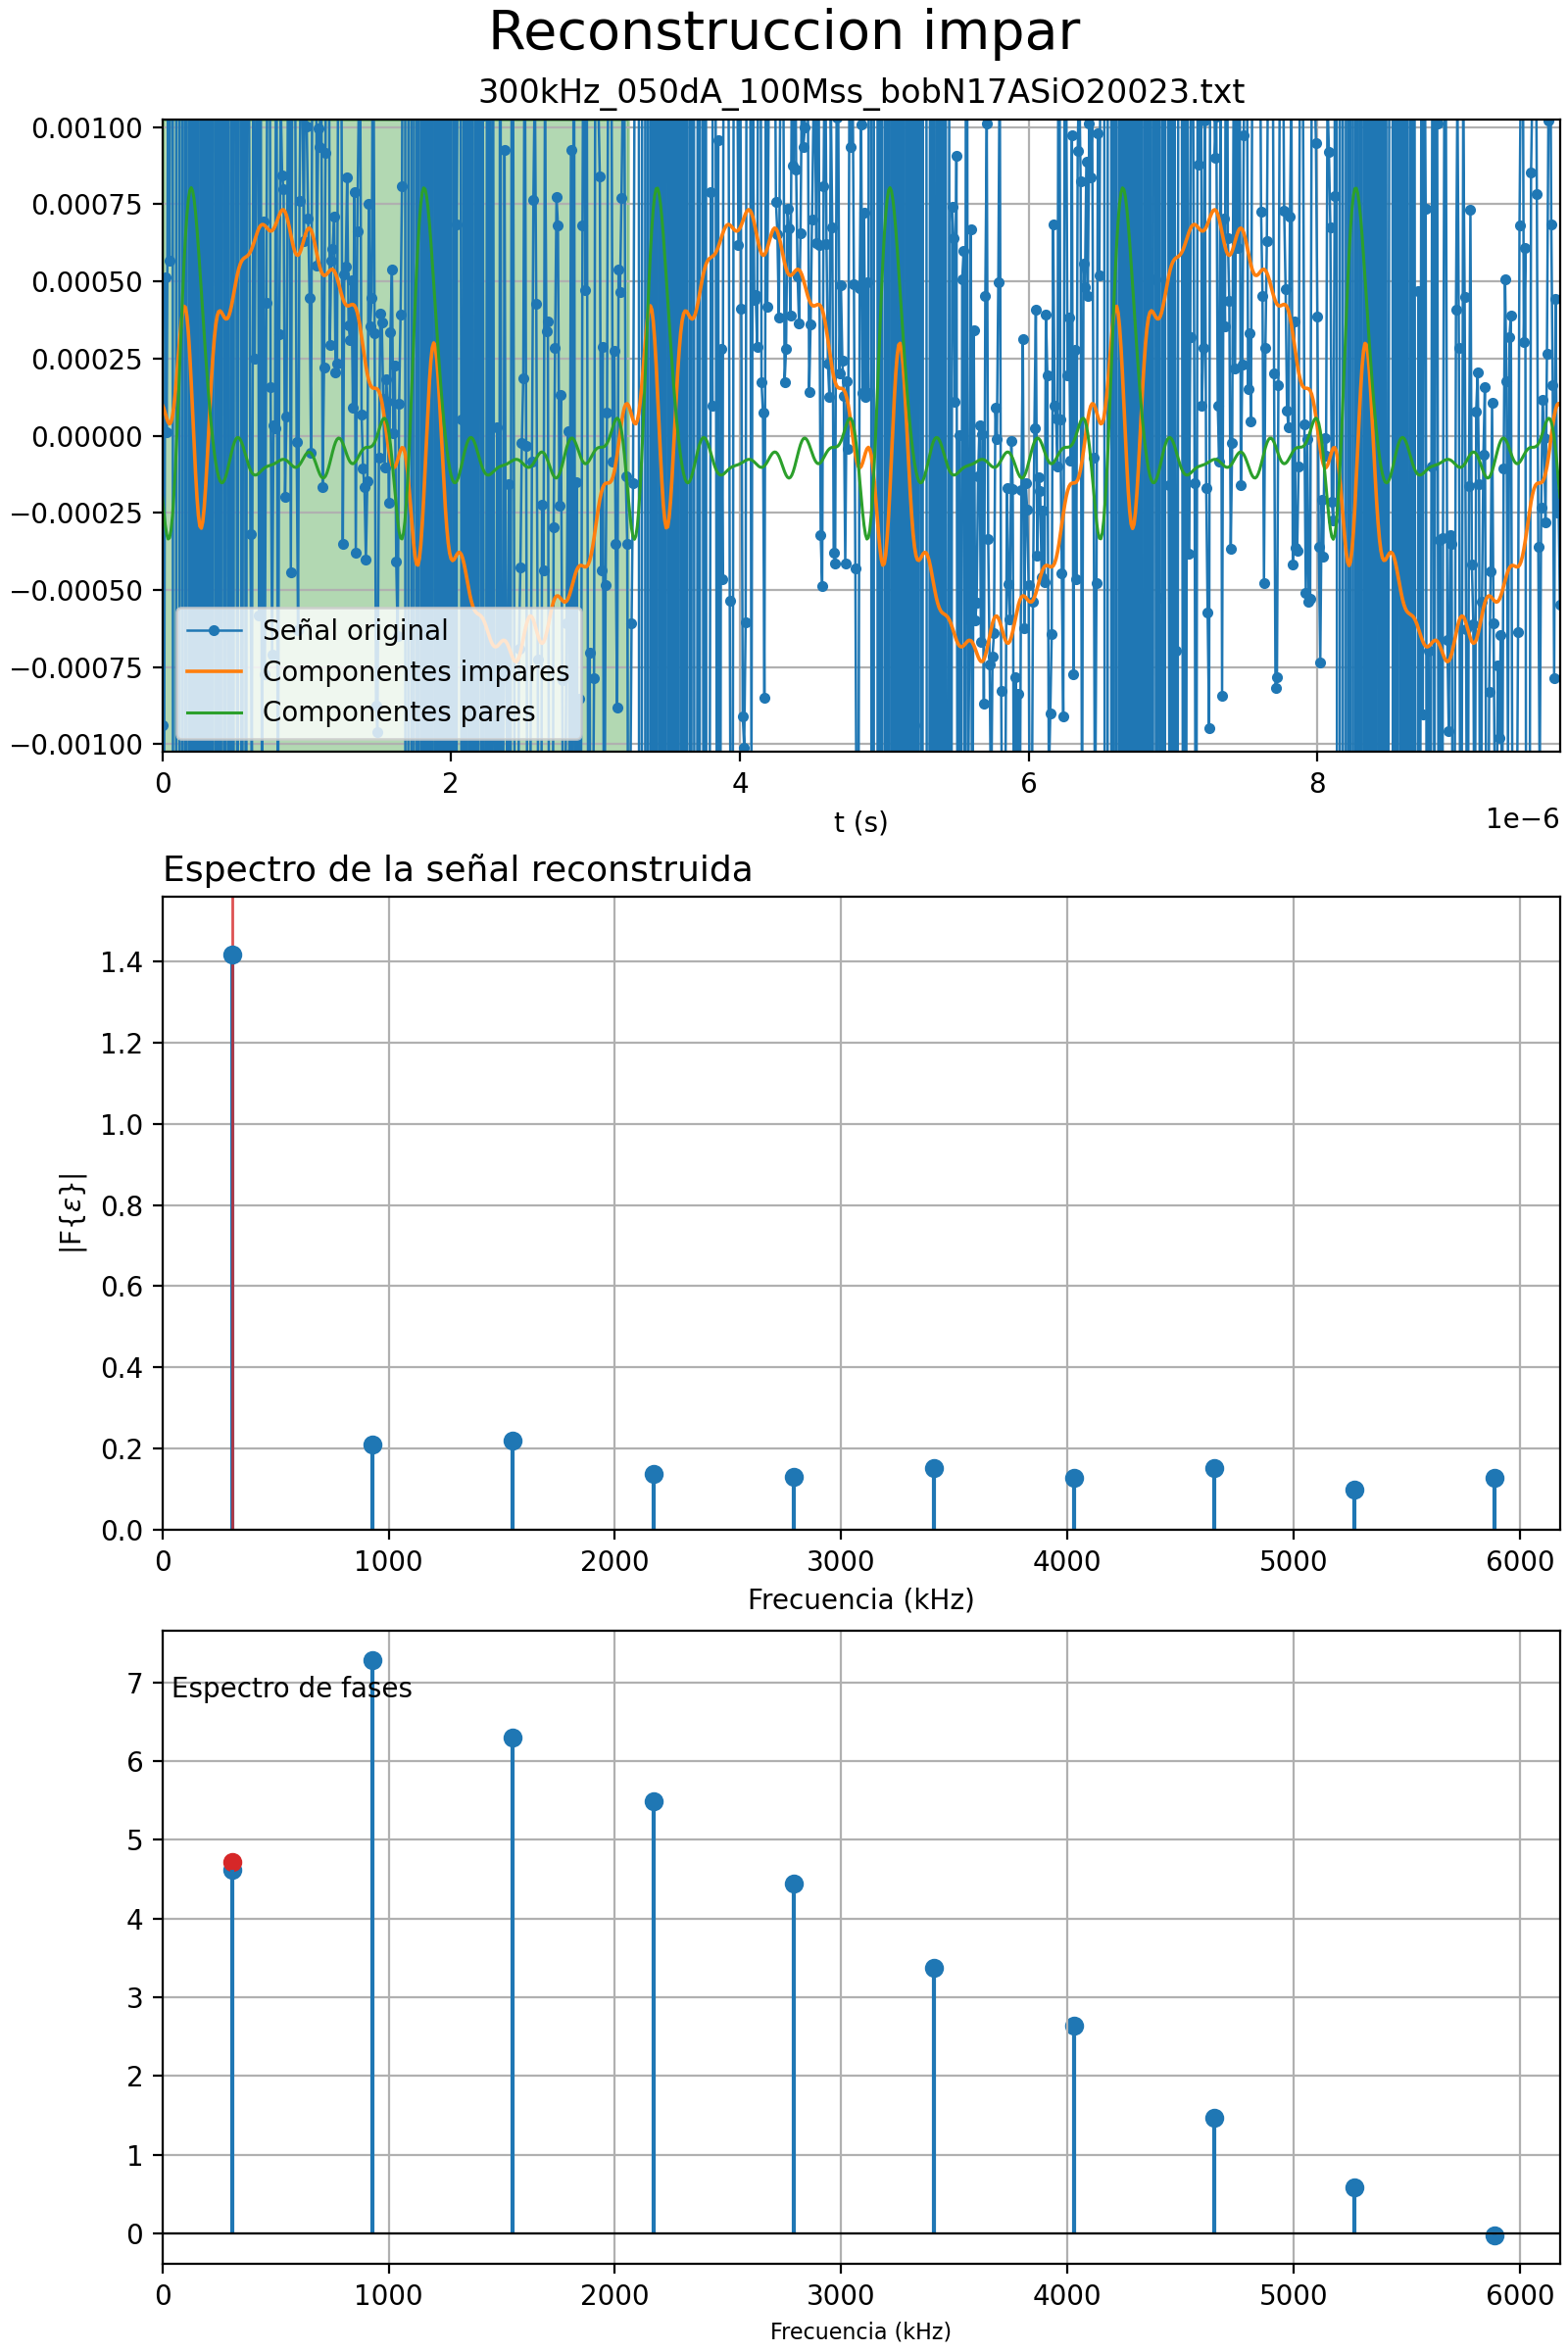 Reconstruccion impar
300kHz_050dA_100Mss_bobN17ASiO20023.txt
0.00100
0.00075
0.00050
0.00025
0.00000
−0.00025
−0.00050
−0.00075
−0.00100
Señal original
Componentes impares
Componentes pares
0 2 4 6 8
1e−6
t (s)
Espectro de la señal reconstruida
1.4
1.2
1.0
0.8
0.6
0.4
0.2
0.0
|F{ε}|
0 1000 2000 3000 4000 5000 6000
Frecuencia (kHz)
Espectro de fases
7
6
5
4
3
2
1
0
0 1000 2000 3000 4000 5000 6000
Frecuencia (kHz)